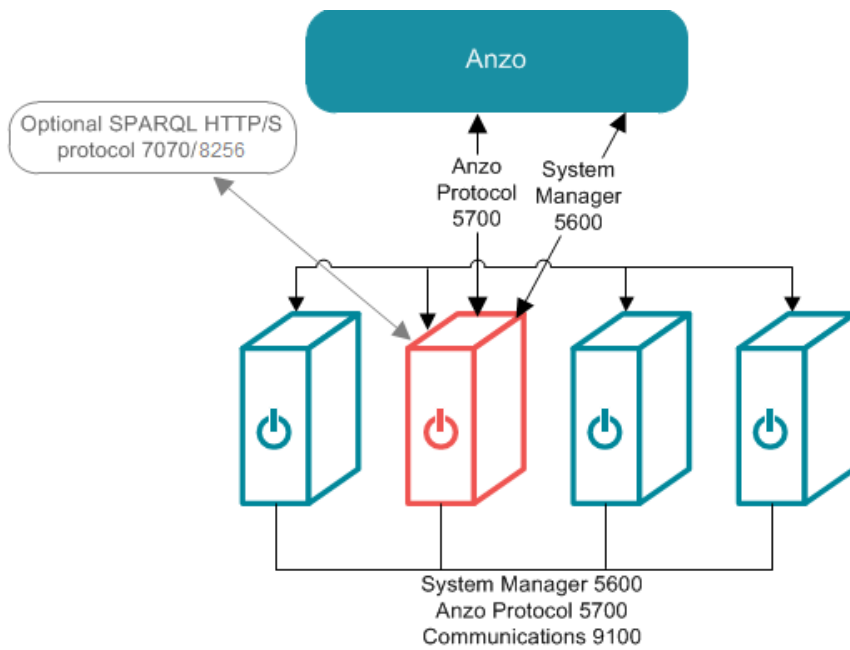 Anzo
Optional SPARQL HTTP/S
protocol 7070/8256
Anzo
Protocol
5700
System
Manager
5600
System Manager 5600
Anzo Protocol 5700
Communications 9100